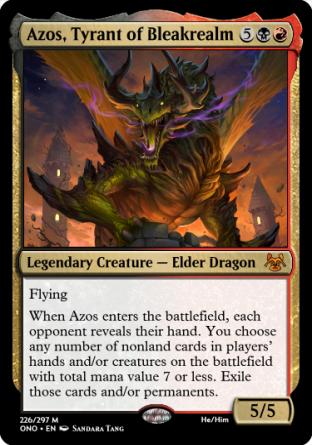 Azos, Tyrant of Bleakrealm 5
Legendary Creature — Elder Dragon
Flying
When Azos enters the battlefield, each
opponent reveals their hand. You choose
any number of nonland cards in players'
hands and/or creatures on the battlefield
with total mana value 7 or less. Exile
those cards and/or permanents.
5/5
226/297 M
He/Him
ONO • EN SANDARA TANG